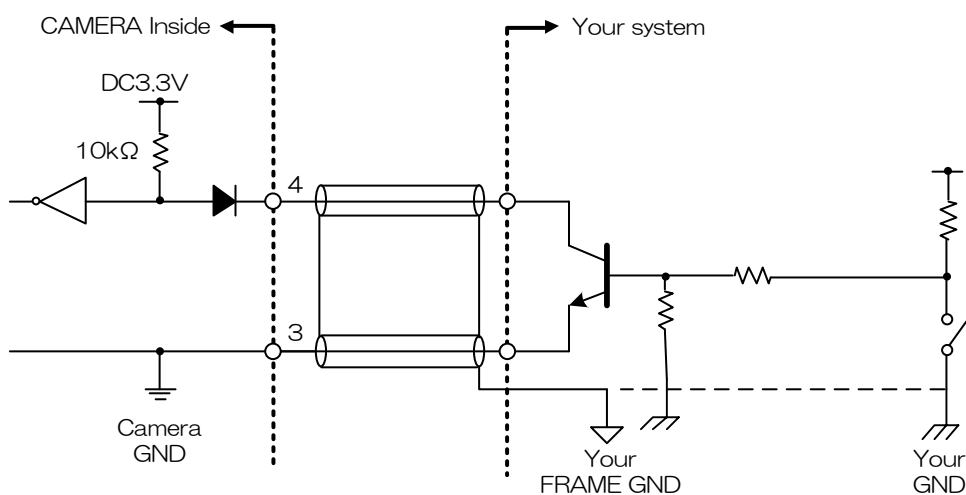 CAMERA Inside
Your system
DC3.3V
10kΩ
4
3
Camera
GND
Your
FRAME GND
Your
GND